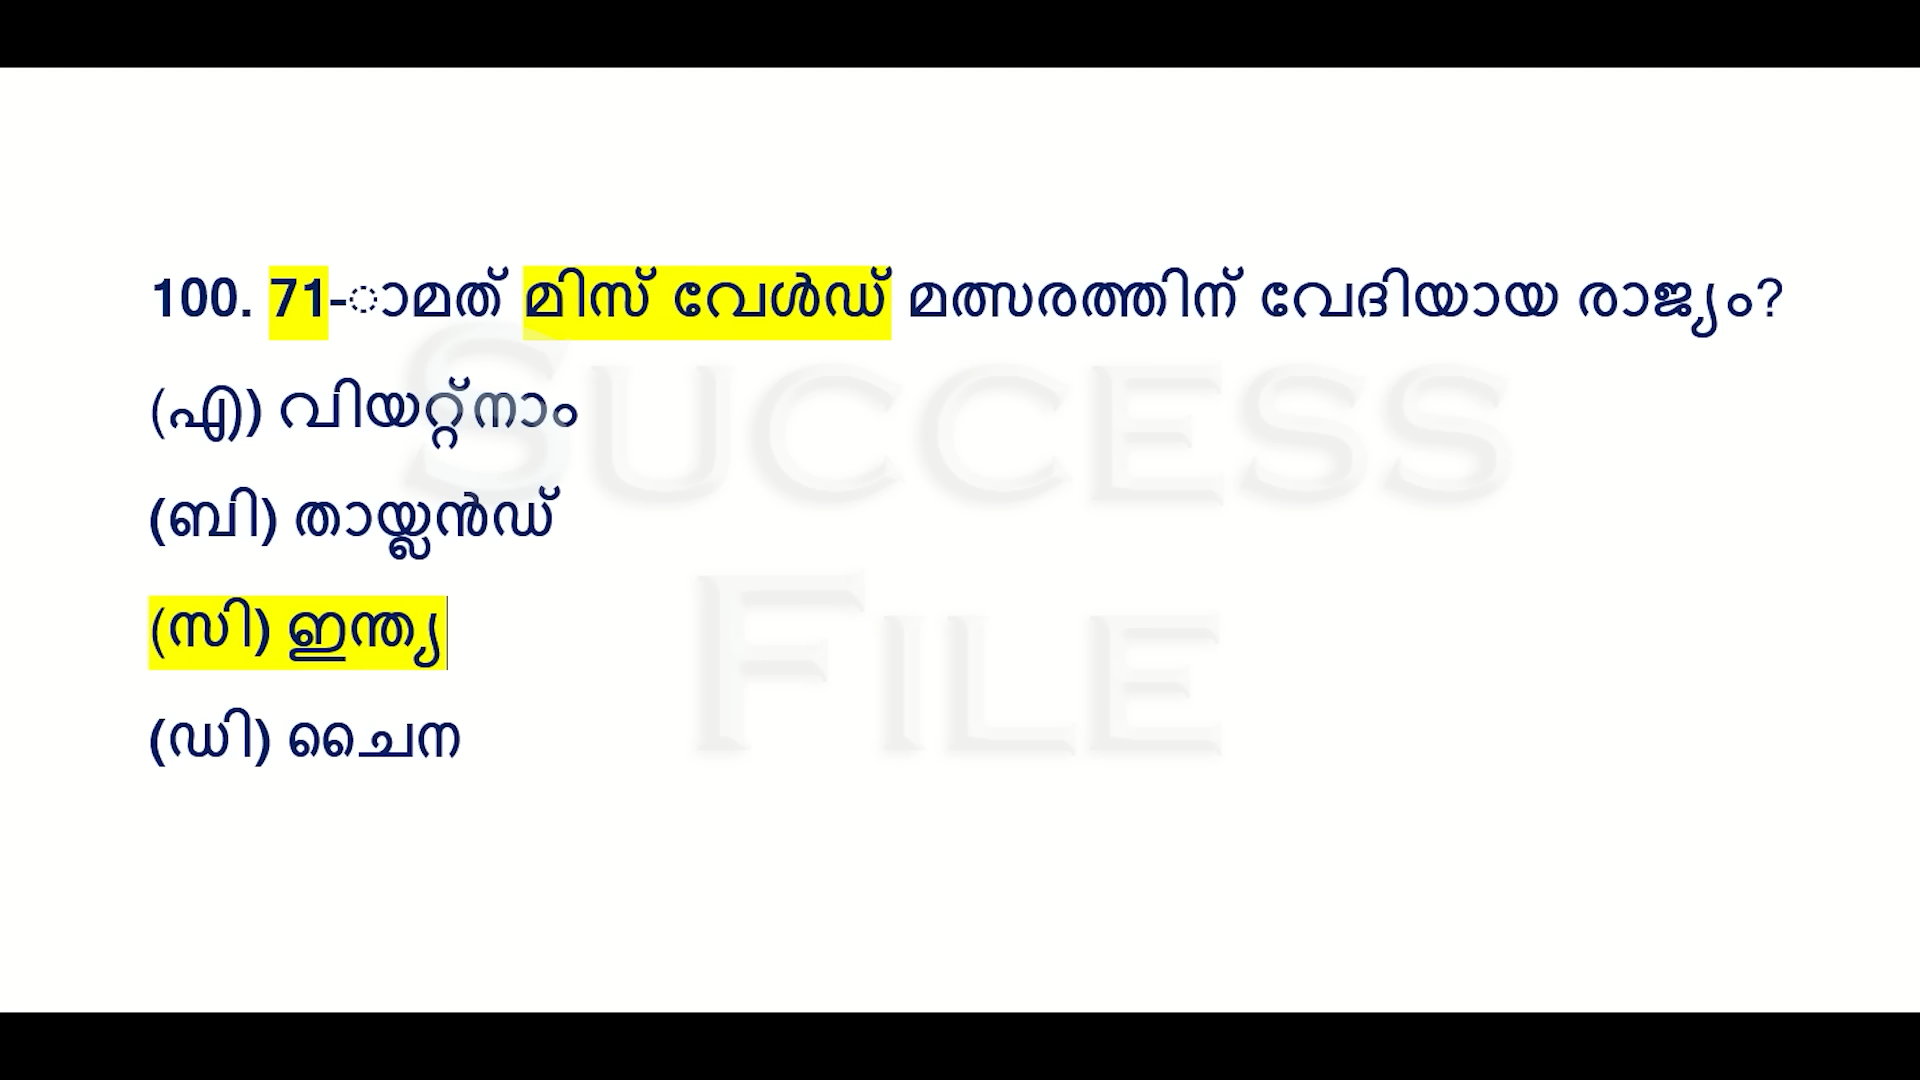 100. 71-ാമത് മിസ് വേൾഡ് മത്സരത്തിന് വേദിയായ രാജ്യം?
(എ) വിയറ്റ്നാം
(ബി) തായ്ലൻഡ്
(സി) ഇന്ത്യ
(ഡി) ചൈന
SUCCESS
FILE